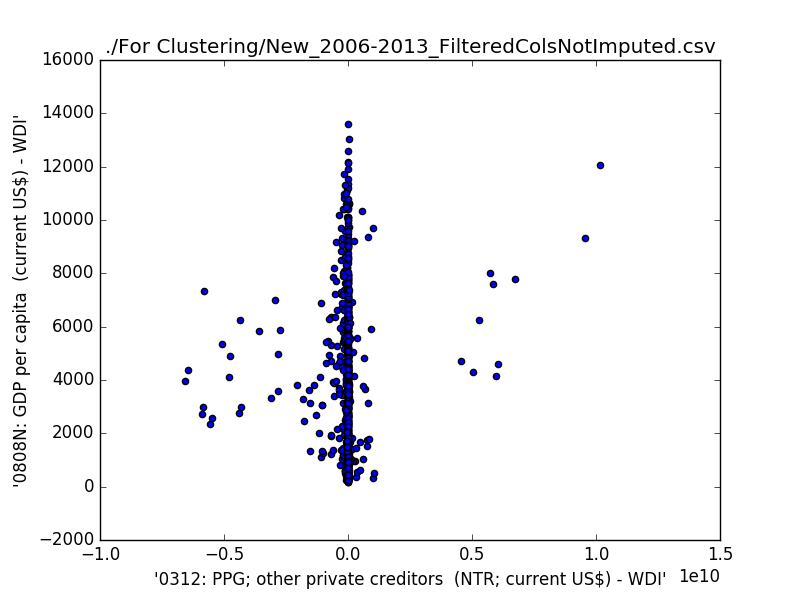 ./For Clustering/New_2006-2013_FilteredColsNotImputed.csv
16000
14000
12000
10000
8000
6000
4000
2000
0
−2000
'0808N: GDP per capita  (current US$) - WDI'
−1.0 −0.5 0.0 0.5 1.0 1.5
1e10
'0312: PPG; other private creditors  (NTR; current US$) - WDI'